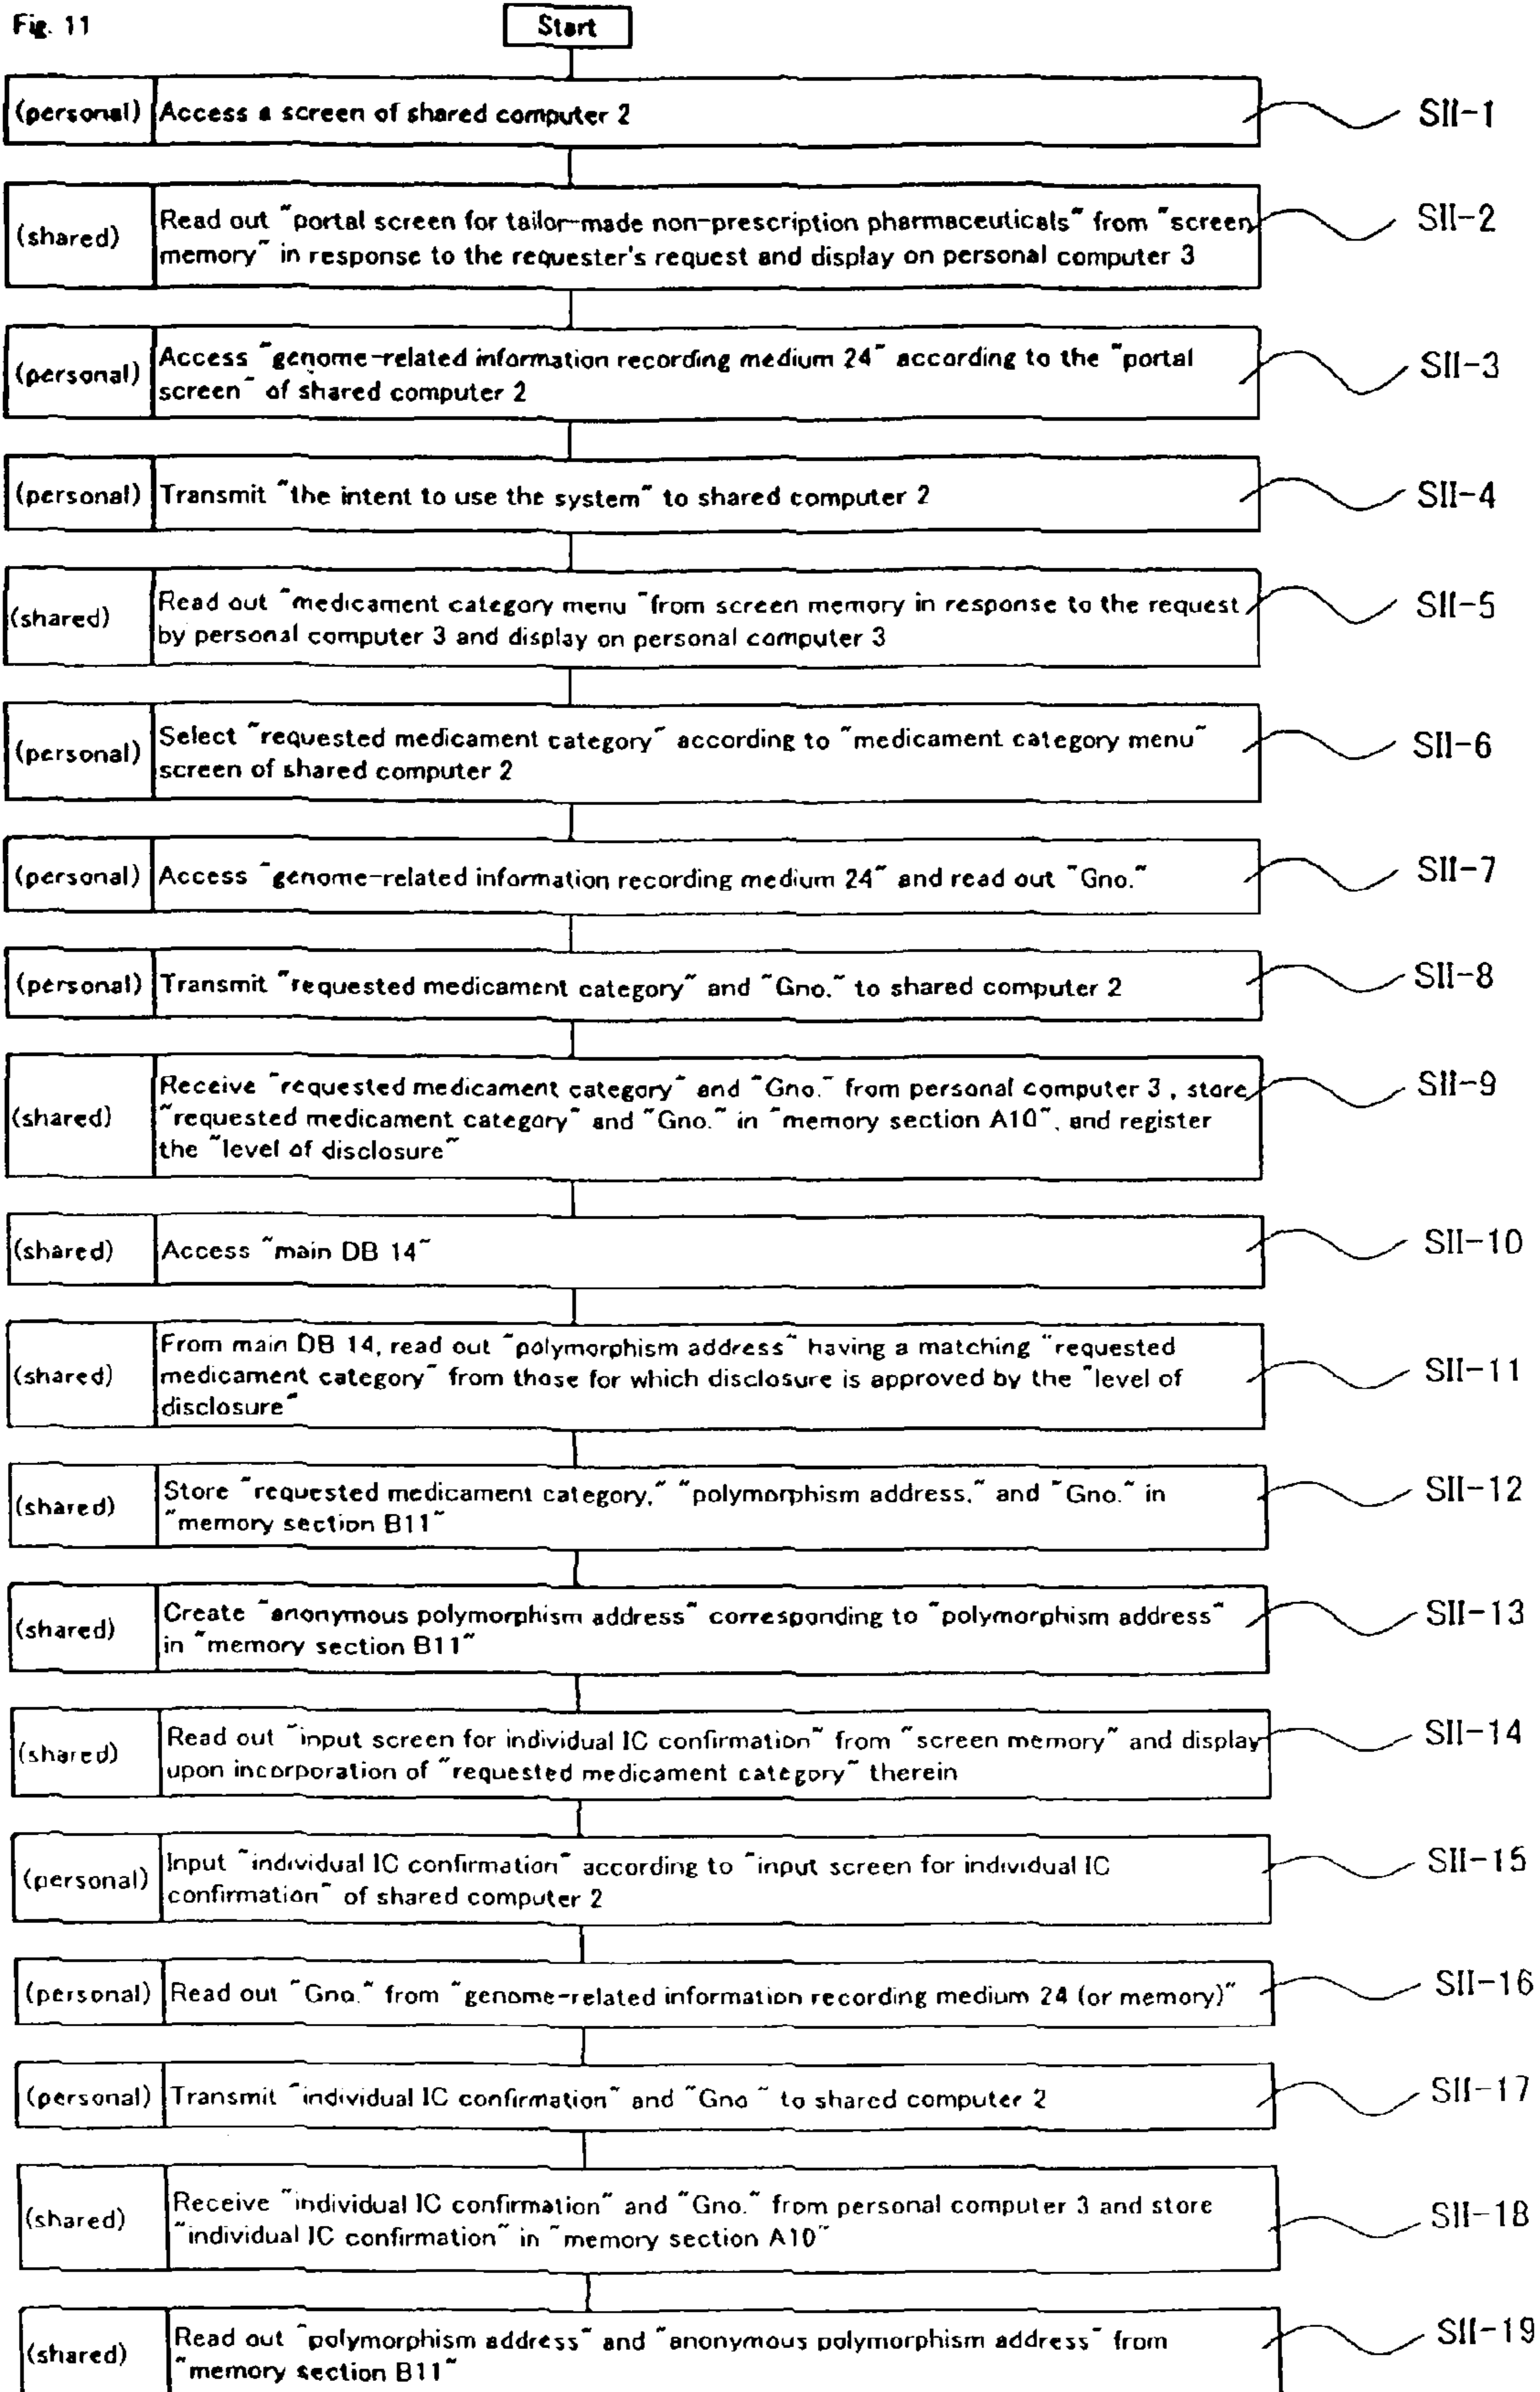 Fig. 11
Start
(personal) Access a screen of shared computer 2 SII-1
(shared) Read out "portal screen for tailor-made non-prescription pharmaceuticals" from "screen SII-2
memory" in response to the requester's request and display on personal computer 3
(personal) Access "genome-related information recording medium 24" according to the "portal SII-3
screen" of shared computer 2
(personal) Transmit "the intent to use the system" to shared computer 2 SII-4
(shared) Read out "medicament category menu "from screen memory in response to the request SII-5
by personal computer 3 and display on personal computer 3
(personal) Select "requested medicament category" according to "medicament category menu" SII-6
screen of shared computer 2
(personal) Access "genome-related information recording medium 24" and read out "Gno." SII-7
(personal) Transmit "requested medicament category" and "Gno." to shared computer 2 SII-8
(shared) Receive "requested medicament category" and "Gno." from personal computer 3 , store SII-9
"requested medicament category" and "Gno." in "memory section A10", and register
the "level of disclosure"
(shared) Access "main DB 14" SII-10
(shared) From main DB 14, read out "polymorphism address" having a matching "requested SII-11
medicament category" from those for which disclosure is approved by the "level of
disclosure"
(shared) Store "requested medicament category," "polymorphism address," and "Gno." in SII-12
"memory section B11"
(shared) Create "anonymous polymorphism address" corresponding to "polymorphism address" SII-13
in "memory section B11"
(shared) Read out "input screen for individual IC confirmation" from "screen memory" and display SII-14
upon incorporation of "requested medicament category" therein
(personal) Input "individual IC confirmation" according to "input screen for individual IC SII-15
confirmation" of shared computer 2
(personal) Read out "Gno." from "genome-related information recording medium 24 (or memory)" SII-16
(personal) Transmit "individual IC confirmation" and "Gno " to shared computer 2 SII-17
(shared) Receive "individual IC confirmation" and "Gno." from personal computer 3 and store SII-18
"individual IC confirmation" in "memory section A10"
(shared) Read out "polymorphism address" and "anonymous polymorphism address" from SII-19
"memory section B11"